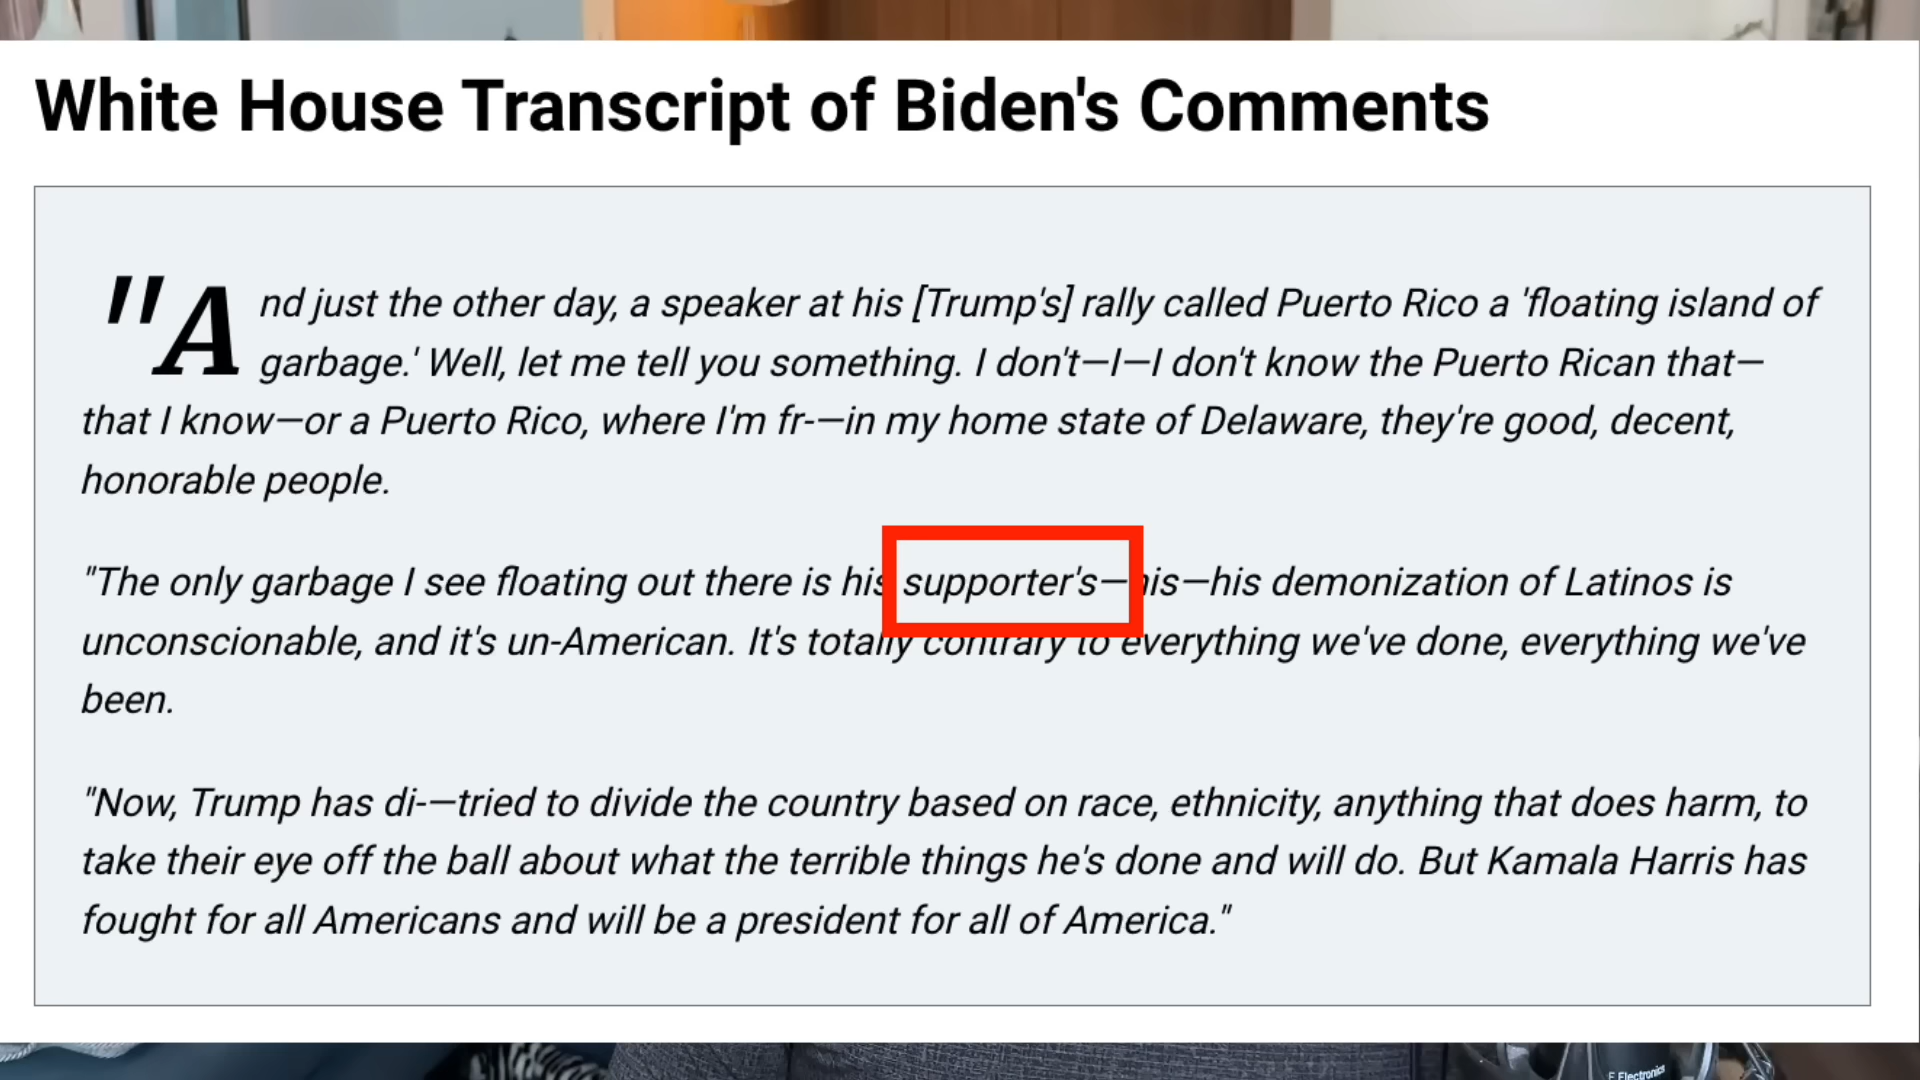 White House Transcript of Biden's Comments
"And just the other day, a speaker at his [Trump's] rally called Puerto Rico a 'floating island of
garbage.' Well, let me tell you something. I don't—I—I don't know the Puerto Rican that—
that I know—or a Puerto Rico, where I'm fr-—in my home state of Delaware, they're good, decent,
honorable people.
"The only garbage I see floating out there is his supporter's—his—his demonization of Latinos is
unconscionable, and it's un-American. It's totally contrary to everything we've done, everything we've
been.
"Now, Trump has di-—tried to divide the country based on race, ethnicity, anything that does harm, to
take their eye off the ball about what the terrible things he's done and will do. But Kamala Harris has
fought for all Americans and will be a president for all of America."
Electronics